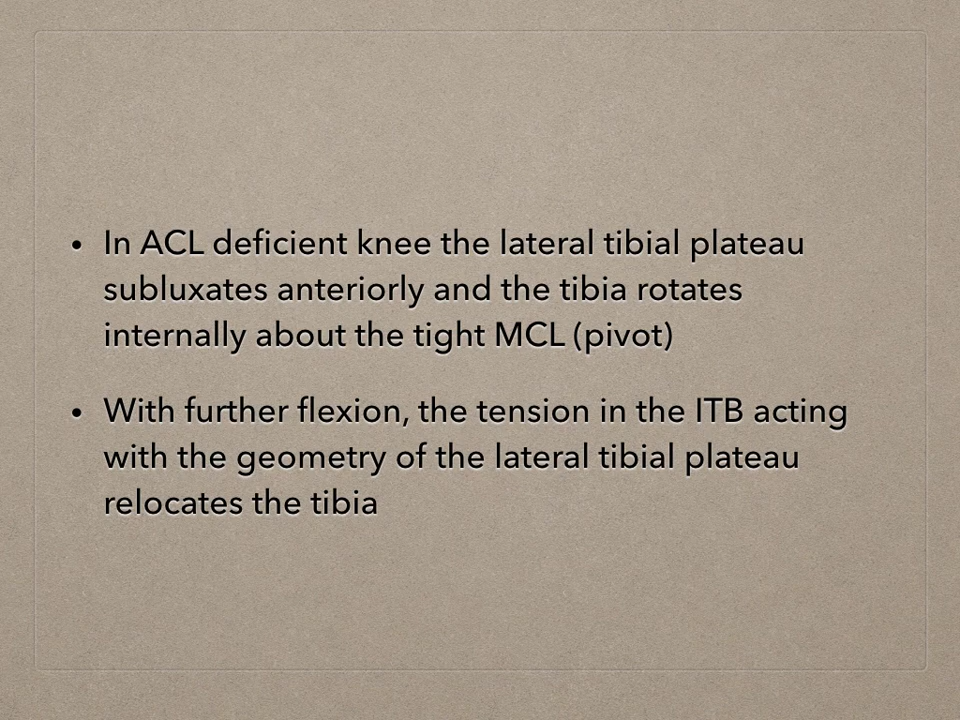 • In ACL deficient knee the lateral tibial plateau
subluxates anteriorly and the tibia rotates
internally about the tight MCL (pivot)
• With further flexion, the tension in the ITB acting
with the geometry of the lateral tibial plateau
relocates the tibia